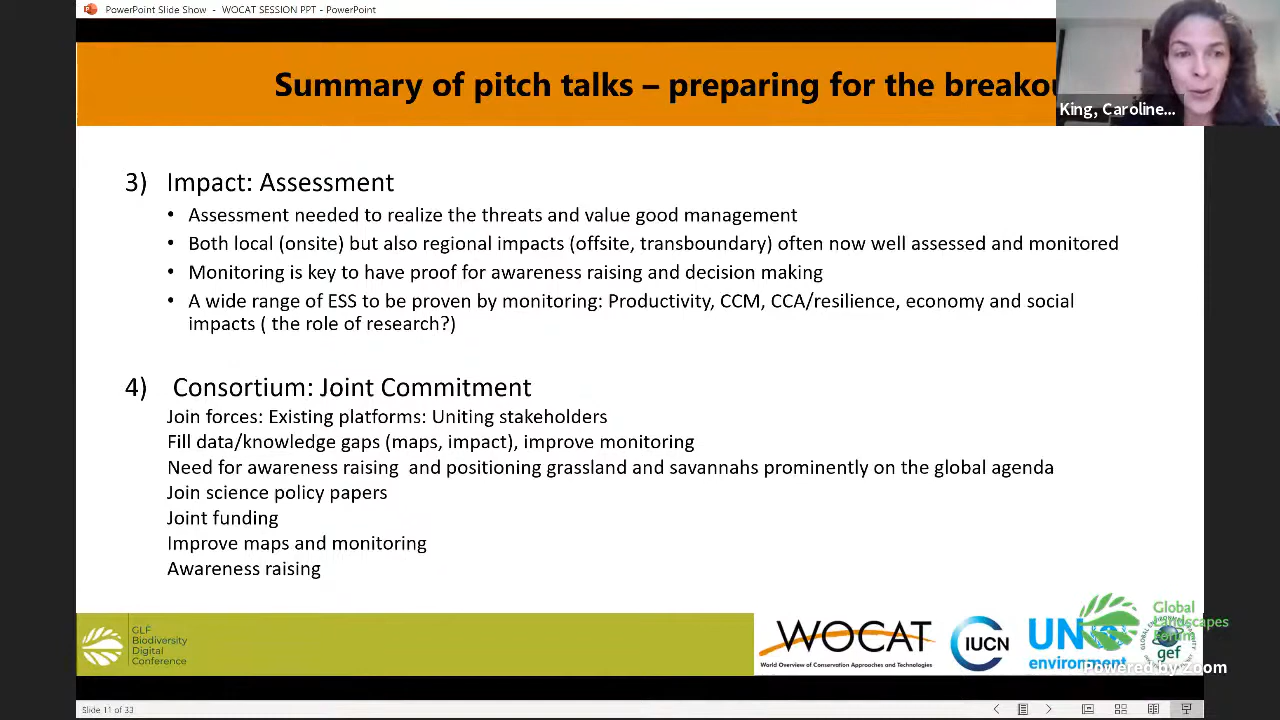 PowerPoint Slide Show - WOCAT SESSION PPT - PowerPoint
Summary of pitch talks – preparing for the breakou
King, Caroline...
3) Impact: Assessment
• Assessment needed to realize the threats and value good management
• Both local (onsite) but also regional impacts (offsite, transboundary) often now well assessed and monitored
• Monitoring is key to have proof for awareness raising and decision making
• A wide range of ESS to be proven by monitoring: Productivity, CCM, CCA/resilience, economy and social
impacts ( the role of research?)
4) Consortium: Joint Commitment
Join forces: Existing platforms: Uniting stakeholders
Fill data/knowledge gaps (maps, impact), improve monitoring
Need for awareness raising and positioning grassland and savannahs prominently on the global agenda
Join science policy papers
Joint funding
Improve maps and monitoring
Awareness raising
GLF
Biodiversity
Digital
Conference
WOCAT
World Overview of Conservation Approaches and Technologies
IUCN
UN
environment
Global
Landscapes
Forum
gef
Powered by Zoom
Slide 11 of 33